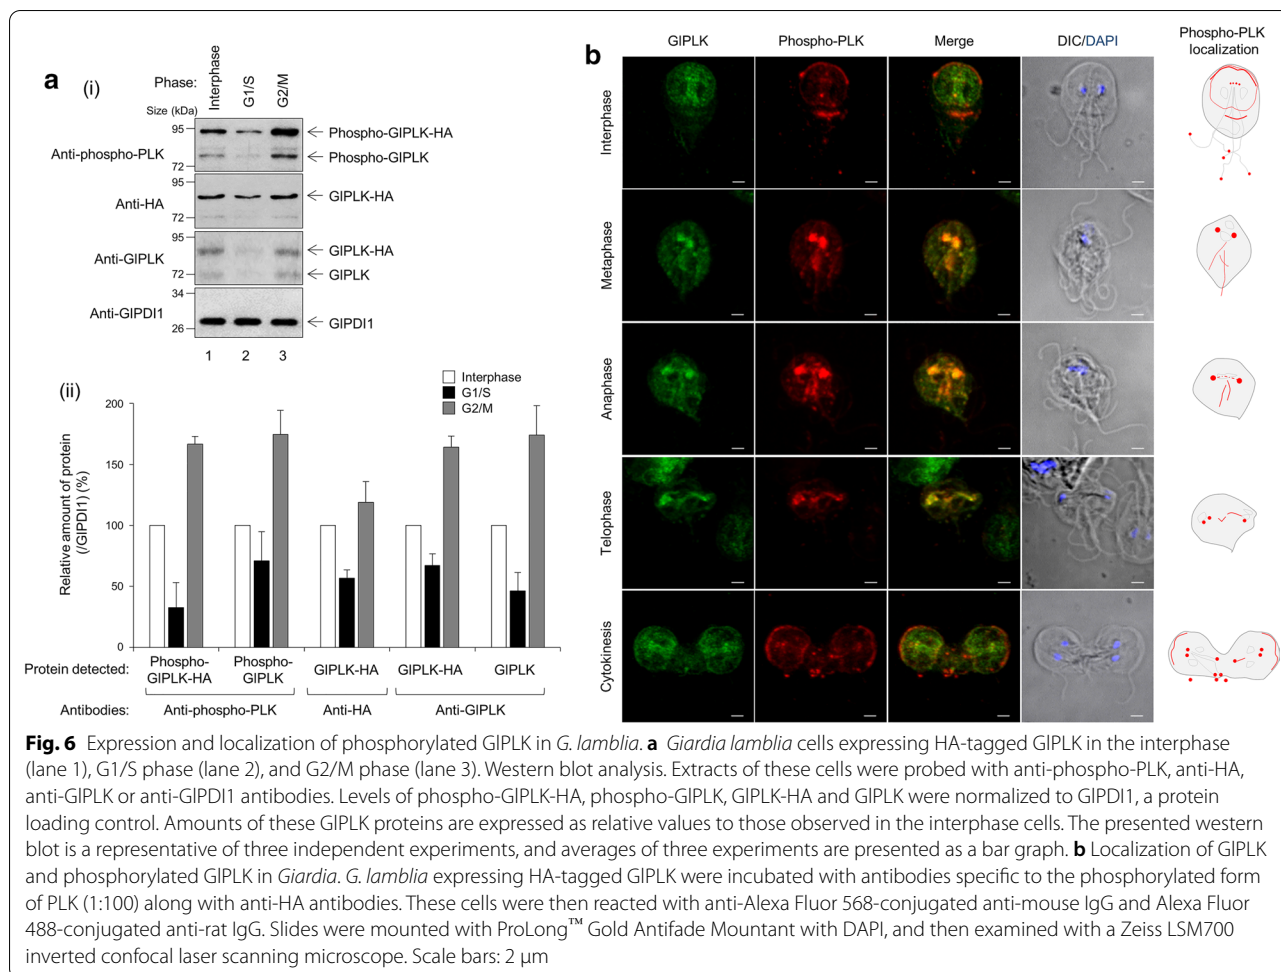 a (i)
Phase: Interphase G1/S G2/M
Size (kDa)
Anti-phospho-PLK 95 72 Phospho-GlPLK-HA Phospho-GlPLK
Anti-HA 95 72 GlPLK-HA
Anti-GlPLK 95 72 GlPLK-HA GlPLK
Anti-GlPDI1 34 26 GlPDI1
1 2 3
(ii)
Interphase
G1/S
G2/M
Relative amount of protein
(/GlPDI1) (%)
200
150
100
50
0
Protein detected: Phospho-GlPLK-HA Phospho-GlPLK GlPLK-HA GlPLK-HA GlPLK
Antibodies: Anti-phospho-PLK Anti-HA Anti-GlPLK
b GlPLK Phospho-PLK Merge DIC/DAPI Phospho-PLK localization
Interphase
Metaphase
Anaphase
Telophase
Cytokinesis
Fig. 6 Expression and localization of phosphorylated GlPLK in G. lamblia. a Giardia lamblia cells expressing HA-tagged GlPLK in the interphase
(lane 1), G1/S phase (lane 2), and G2/M phase (lane 3). Western blot analysis. Extracts of these cells were probed with anti-phospho-PLK, anti-HA,
anti-GlPLK or anti-GlPDI1 antibodies. Levels of phospho-GlPLK-HA, phospho-GlPLK, GlPLK-HA and GlPLK were normalized to GlPDI1, a protein
loading control. Amounts of these GlPLK proteins are expressed as relative values to those observed in the interphase cells. The presented western
blot is a representative of three independent experiments, and averages of three experiments are presented as a bar graph. b Localization of GlPLK
and phosphorylated GlPLK in Giardia. G. lamblia expressing HA-tagged GlPLK were incubated with antibodies specific to the phosphorylated form
of PLK (1:100) along with anti-HA antibodies. These cells were then reacted with anti-Alexa Fluor 568-conjugated anti-mouse IgG and Alexa Fluor
488-conjugated anti-rat IgG. Slides were mounted with ProLong™ Gold Antifade Mountant with DAPI, and then examined with a Zeiss LSM700
inverted confocal laser scanning microscope. Scale bars: 2 μm